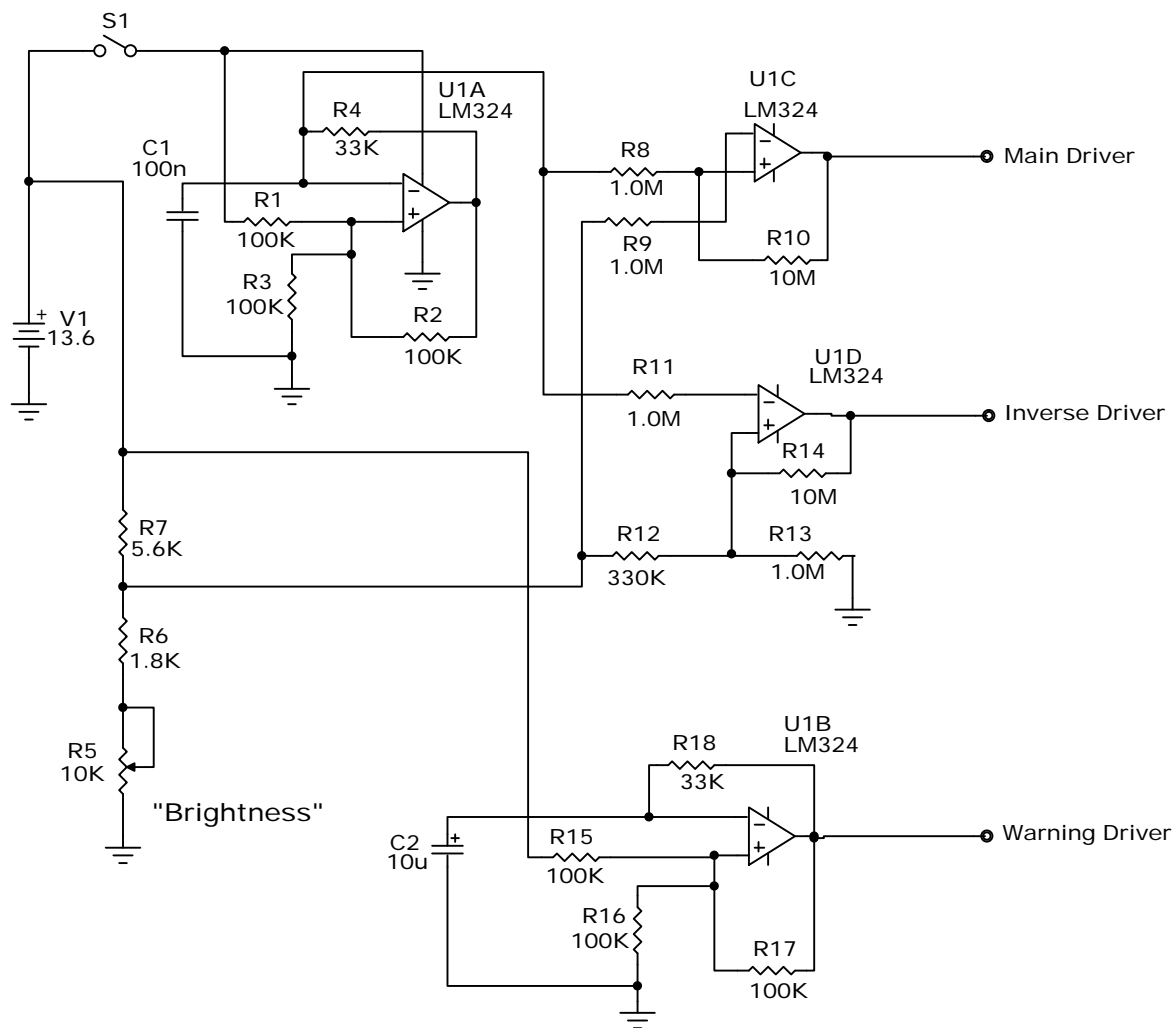 S1
U1A
LM324
R4
33K
C1
100n
R1
100K
R3
100K
R2
100K
+ V1
13.6
U1C
LM324
R8
1.0M
R9
1.0M
R10
10M
Main Driver
U1D
LM324
R11
1.0M
R14
10M
Inverse Driver
R7
5.6K
R12
330K
R13
1.0M
R6
1.8K
R5
10K
"Brightness"
U1B
LM324
R18
33K
C2
10u
+
R15
100K
R16
100K
R17
100K
Warning Driver